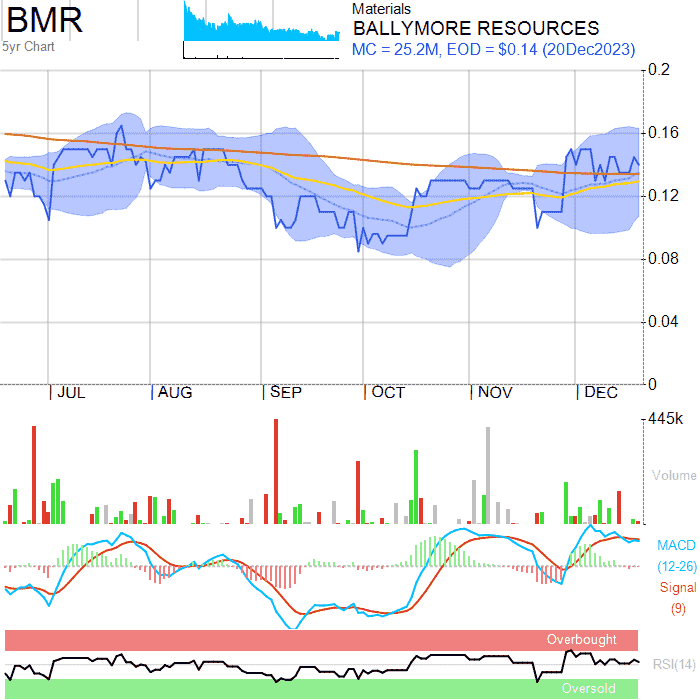 BMR
5yr Chart
Materials
BALLYMORE RESOURCES
MC = 25.2M, EOD = $0.14 (20Dec2023)
0.2
0.16
0.12
0.08
0.04
0
JUL
AUG
SEP
OCT
NOV
DEC
445k
Volume
MACD
(12-26)
Signal
(9)
Overbought
RSI(14)
Oversold